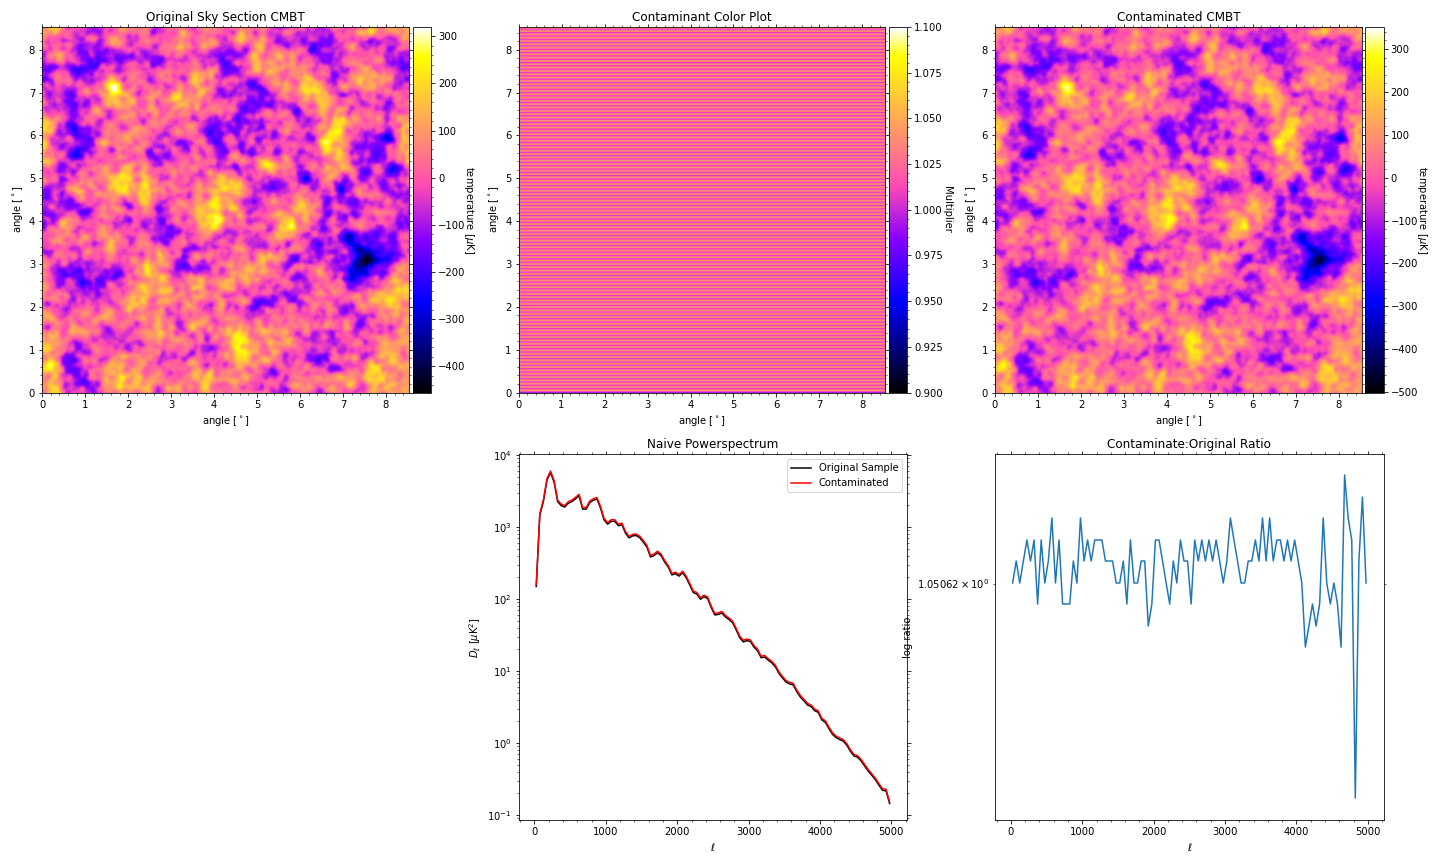 Original Sky Section CMBT
Contaminant Color Plot
Contaminated CMBT
angle [°]
8
7
6
5
4
3
2
1
0
0 1 2 3 4 5 6 7 8
angle [°]
300
200
100
0
−100
−200
−300
−400
temperature [μK]
angle [°]
8
7
6
5
4
3
2
1
0
0 1 2 3 4 5 6 7 8
angle [°]
1.100
1.075
1.050
1.025
1.000
0.975
0.950
0.925
0.900
Multiplier
angle [°]
8
7
6
5
4
3
2
1
0
0 1 2 3 4 5 6 7 8
angle [°]
300
200
100
0
−100
−200
−300
−400
−500
temperature [μK]
Naive Powerspectrum
Original Sample
Contaminated
Dℓ [μK²]
10⁴
10³
10²
10¹
10⁰
10⁻¹
0 1000 2000 3000 4000 5000
ℓ
Contaminate:Original Ratio
log ratio
1.05062 × 10⁰
0 1000 2000 3000 4000 5000
ℓ